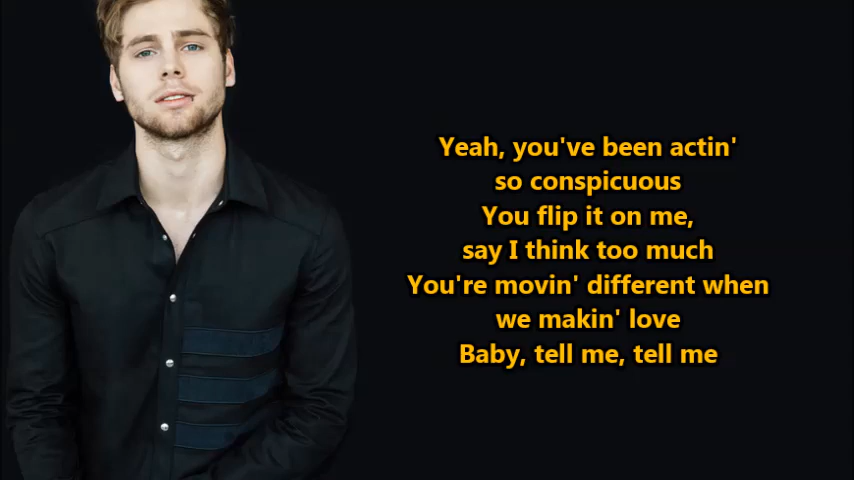 Yeah, you've been actin'
so conspicuous
You flip it on me,
say I think too much
You're movin' different when
we makin' love
Baby, tell me, tell me